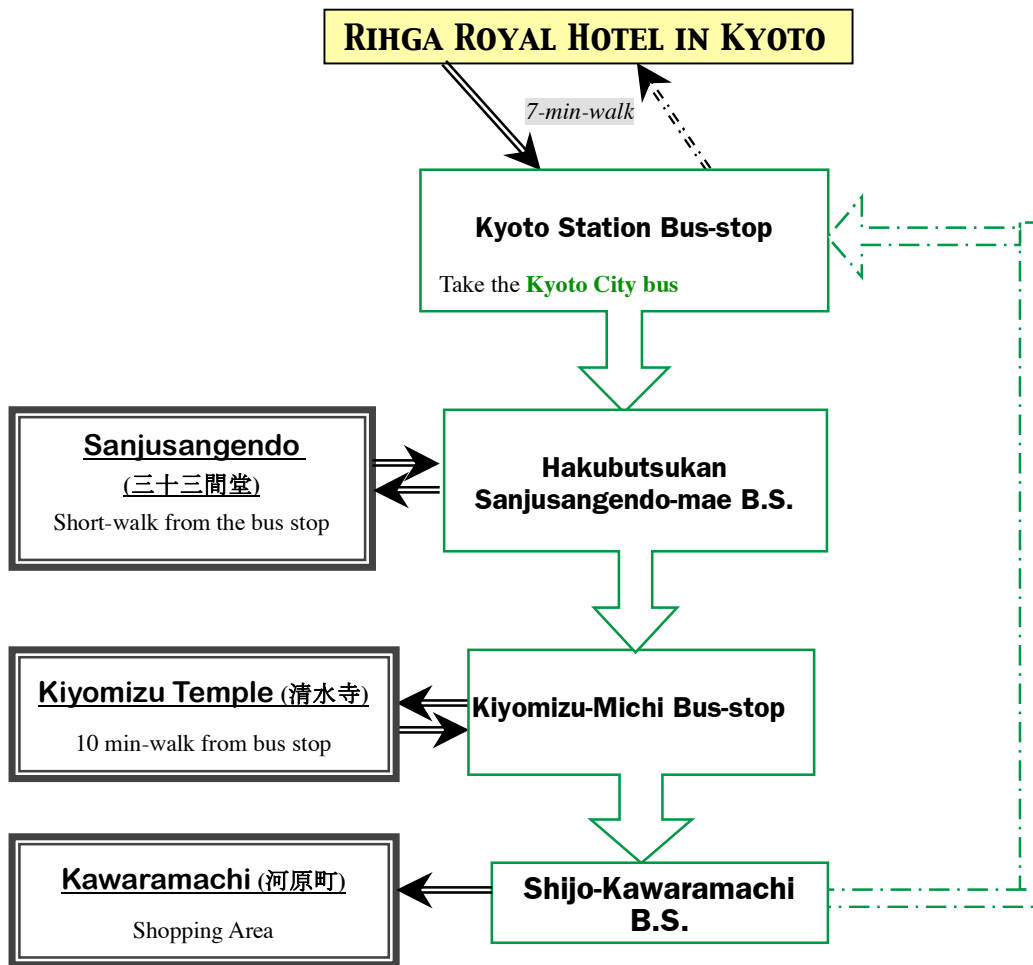 RIHGA ROYAL HOTEL IN KYOTO
7-min-walk
Kyoto Station Bus-stop
Take the Kyoto City bus
Sanjusangendo
(三十三間堂)
Short-walk from the bus stop
Hakubutsukan
Sanjusangendo-mae B.S.
Kiyomizu Temple (清水寺)
10 min-walk from bus stop
Kiyomizu-Michi Bus-stop
Kawaramachi (河原町)
Shopping Area
Shijo-Kawaramachi
B.S.